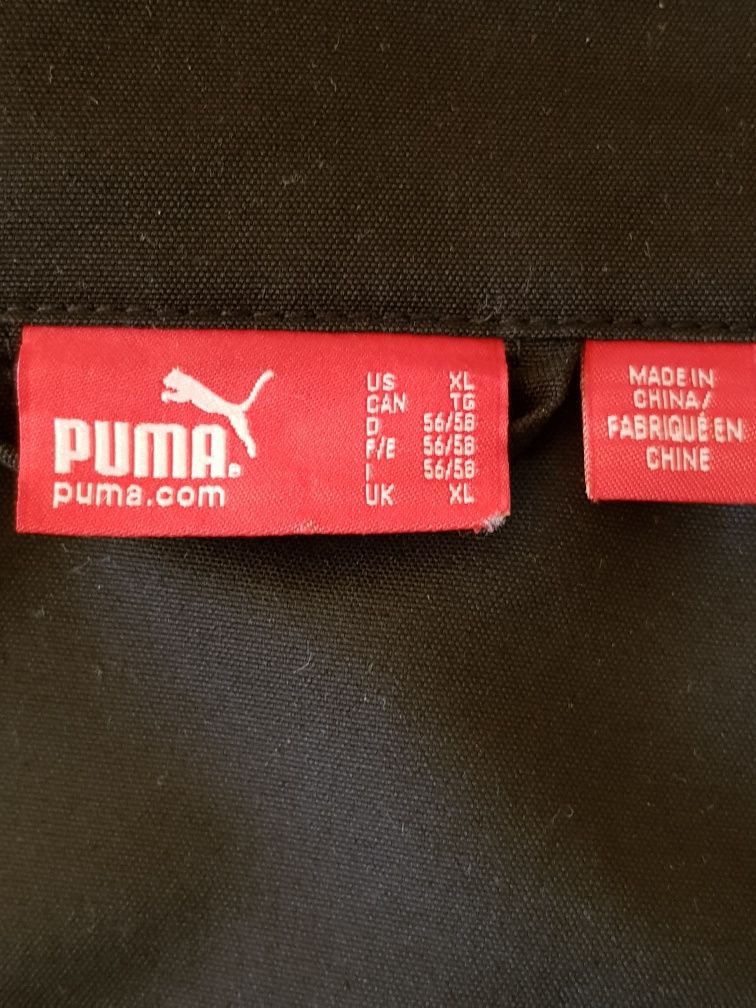 PUMA®
puma.com
US XL
CAN TG
D 56/58
F/E 56/58
I 56/58
UK XL
MADE IN
CHINA/
FABRIQUÉ EN
CHINE